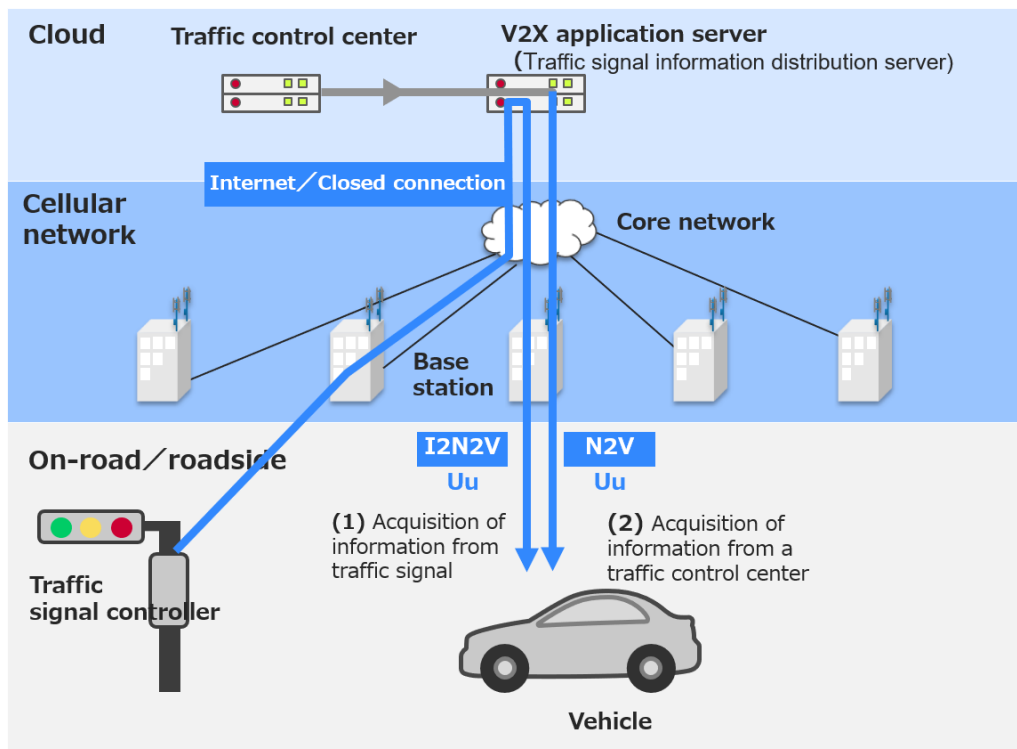 Cloud
Traffic control center
V2X application server
(Traffic signal information distribution server)
Internet／Closed connection
Cellular
network
Core network
Base
station
On-road／roadside
I2N2V
N2V
Uu
Uu
(1) Acquisition of
information from
traffic signal
(2) Acquisition of
information from a
traffic control center
Traffic
signal controller
Vehicle